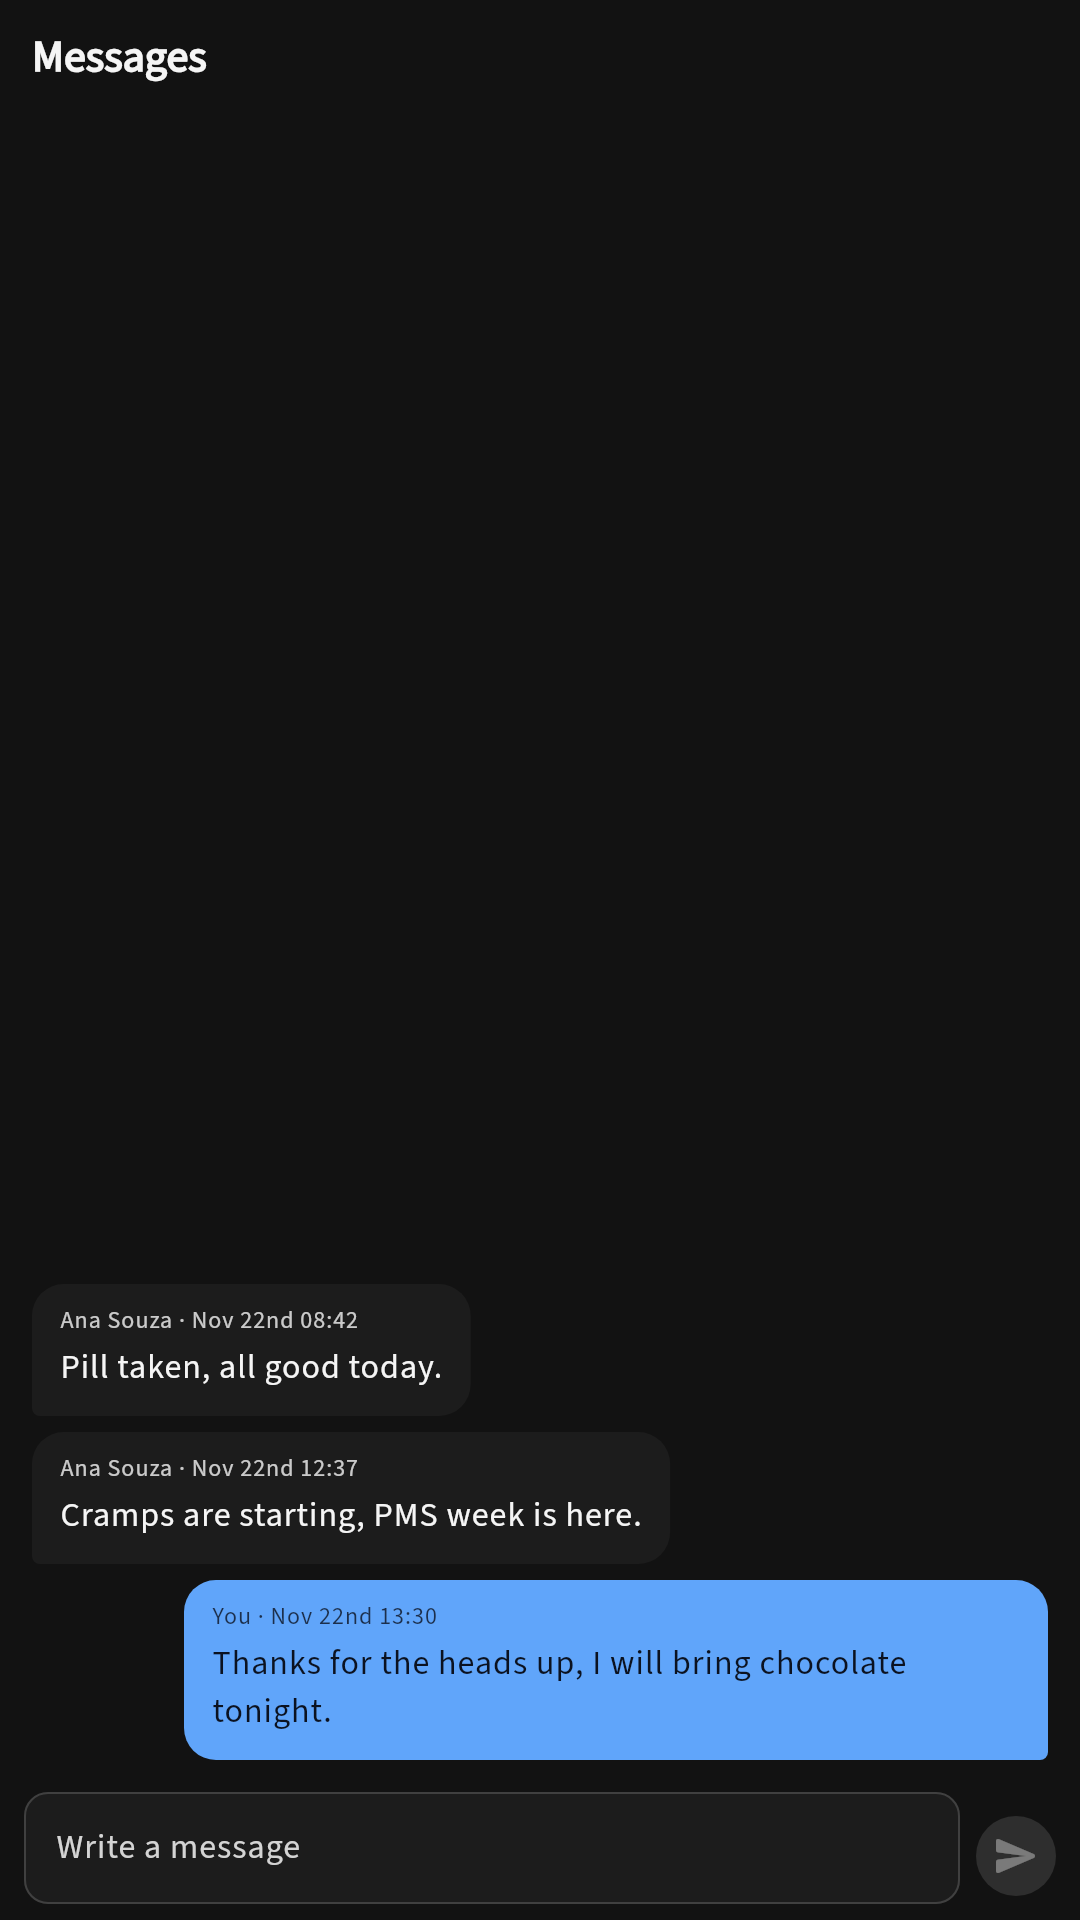 Messages
Ana Souza · Nov 22nd 08:42
Pill taken, all good today.
Ana Souza · Nov 22nd 12:37
Cramps are starting, PMS week is here.
You · Nov 22nd 13:30
Thanks for the heads up, I will bring chocolate
tonight.
Write a message